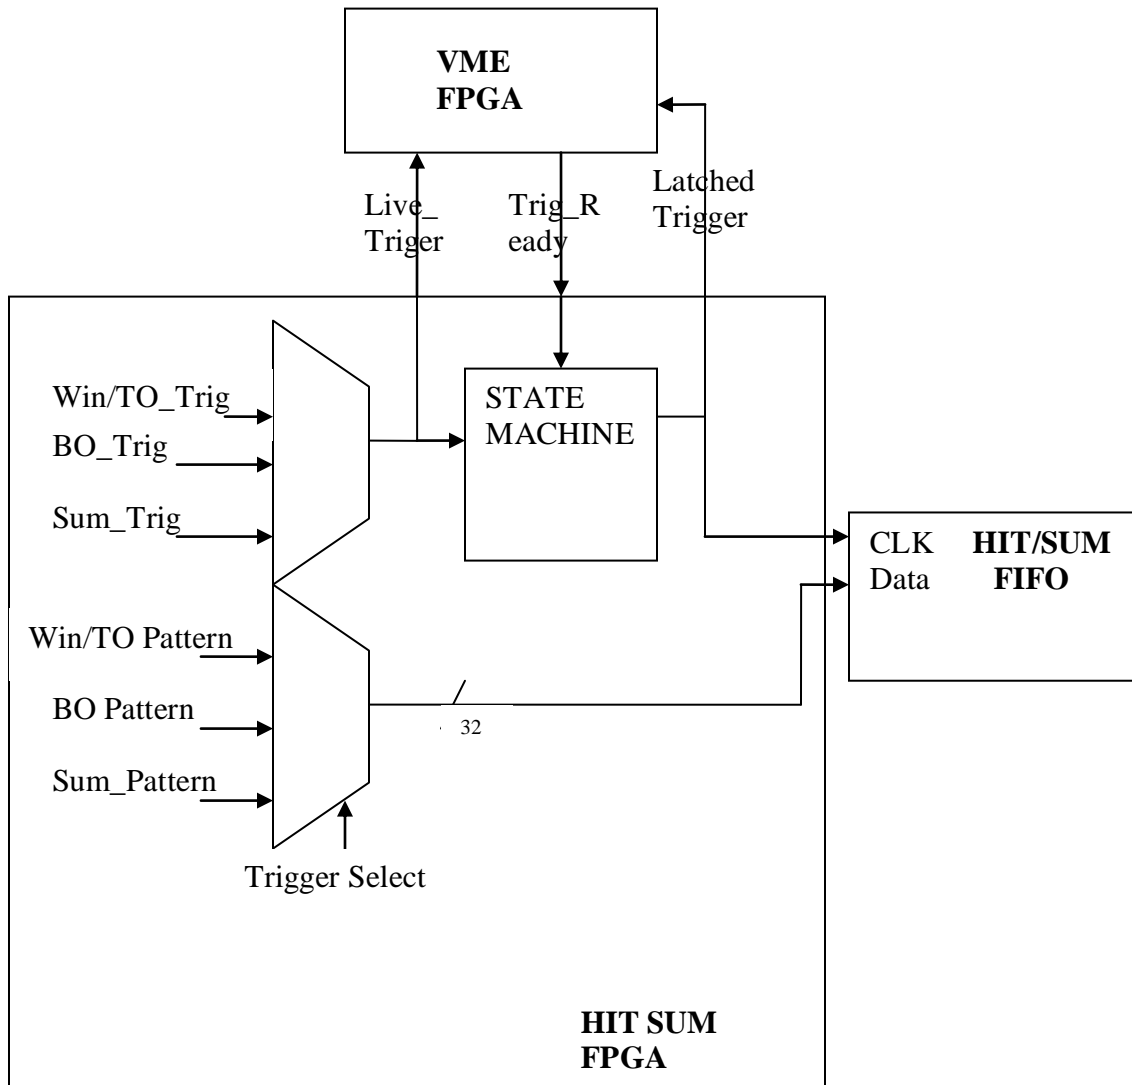 VME
FPGA
Live_
Triger
Trig_R
eady
Latched
Trigger
Win/TO_Trig
BO_Trig
Sum_Trig
STATE
MACHINE
CLK
Data
HIT/SUM
FIFO
Win/TO Pattern
BO Pattern
Sum_Pattern
32
Trigger Select
HIT SUM
FPGA